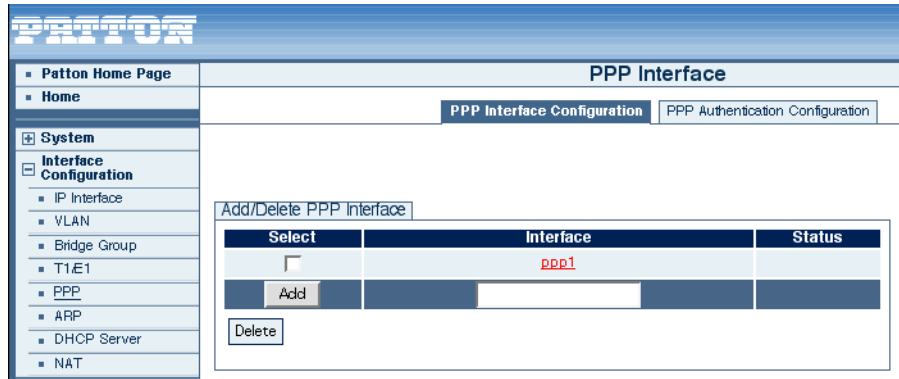 PATTON
Patton Home Page
Home
System
Interface
Configuration
IP Interface
VLAN
Bridge Group
T1/E1
PPP
ARP
DHCP Server
NAT
PPP Interface
PPP Interface Configuration PPP Authentication Configuration
Add/Delete PPP Interface
Select Interface Status
ppp1
Add
Delete